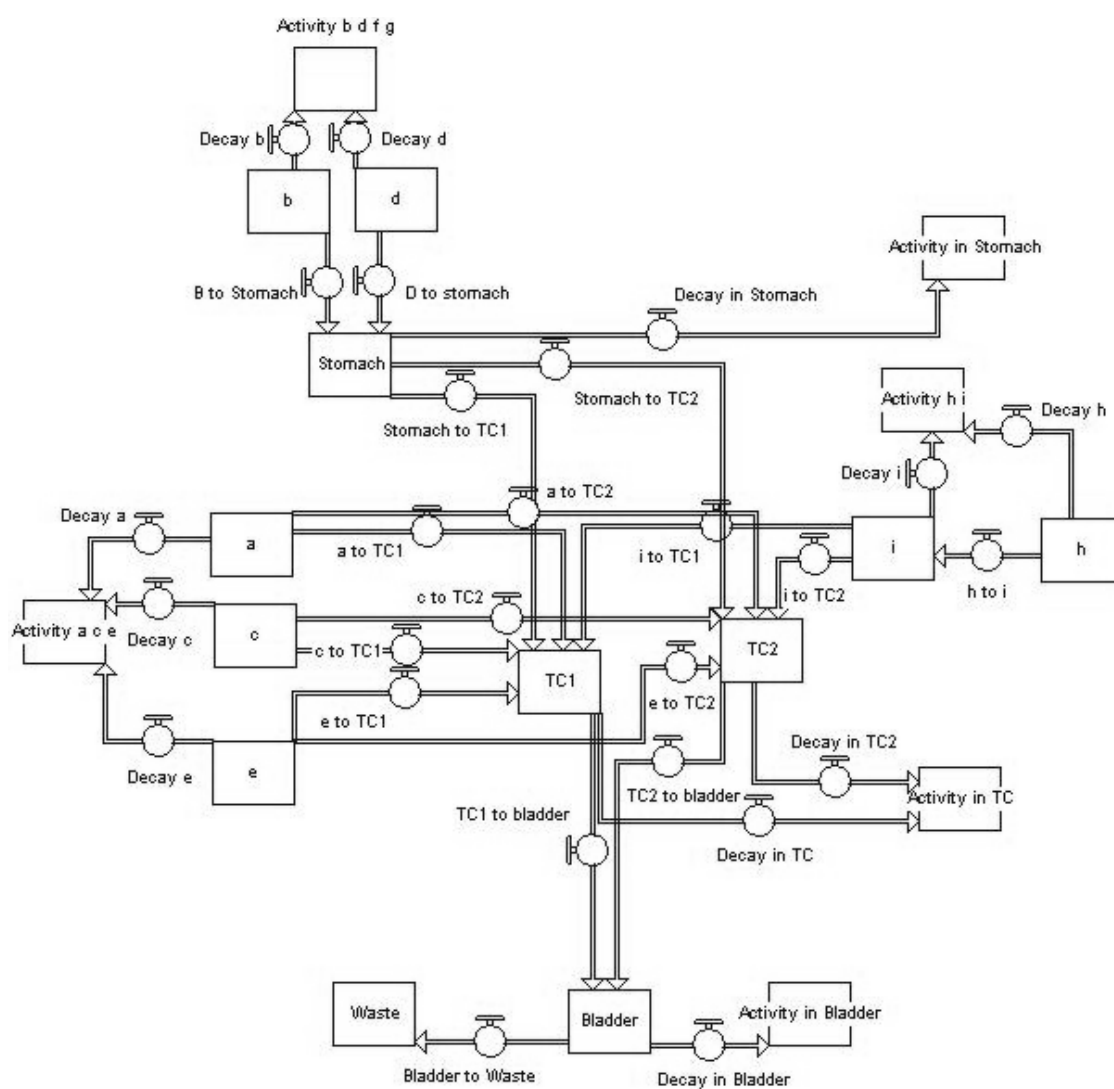 Activity b d f g
Decay b
Decay d
b
d
Activity in Stomach
B to Stomach
D to stomach
Decay in Stomach
Stomach
Stomach to TC2
Stomach to TC1
Activity h i
Decay h
Decay i
a to TC2
Decay a
a
a to TC1
i to TC1
i
h
h to i
i to TC2
c to TC2
Activity a c e
Decay c
c
c to TC1
TC1
TC2
e to TC1
e to TC2
Decay e
e
Decay in TC2
TC2 to bladder
Activity in TC
TC1 to bladder
Decay in TC
Waste
Bladder
Activity in Bladder
Bladder to Waste
Decay in Bladder